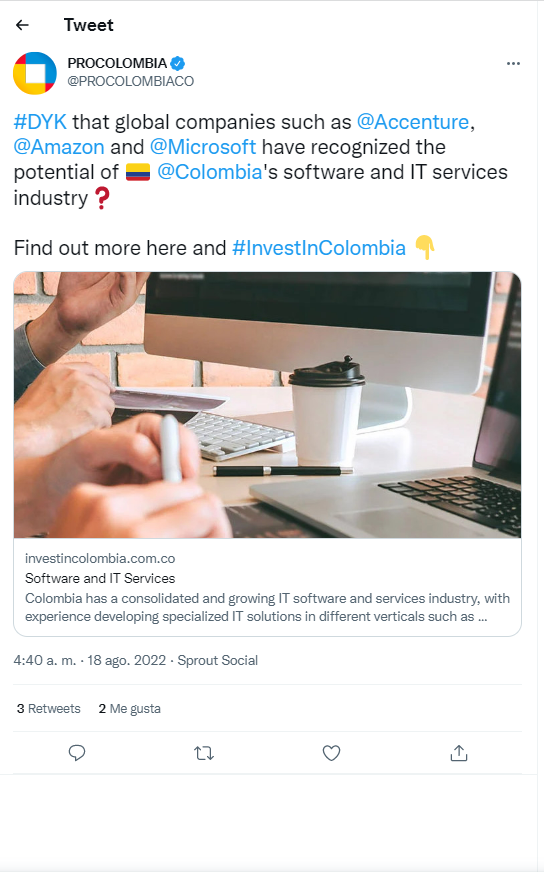 Tweet
PROCOLOMBIA
@PROCOLOMBIACO
#DYK that global companies such as @Accenture,
@Amazon and @Microsoft have recognized the
potential of 🇨🇴 @Colombia's software and IT services
industry❓
Find out more here and #InvestInColombia 👇
investincolombia.com.co
Software and IT Services
Colombia has a consolidated and growing IT software and services industry, with
experience developing specialized IT solutions in different verticals such as ...
4:40 a. m. · 18 ago. 2022 · Sprout Social
3 Retweets 2 Me gusta